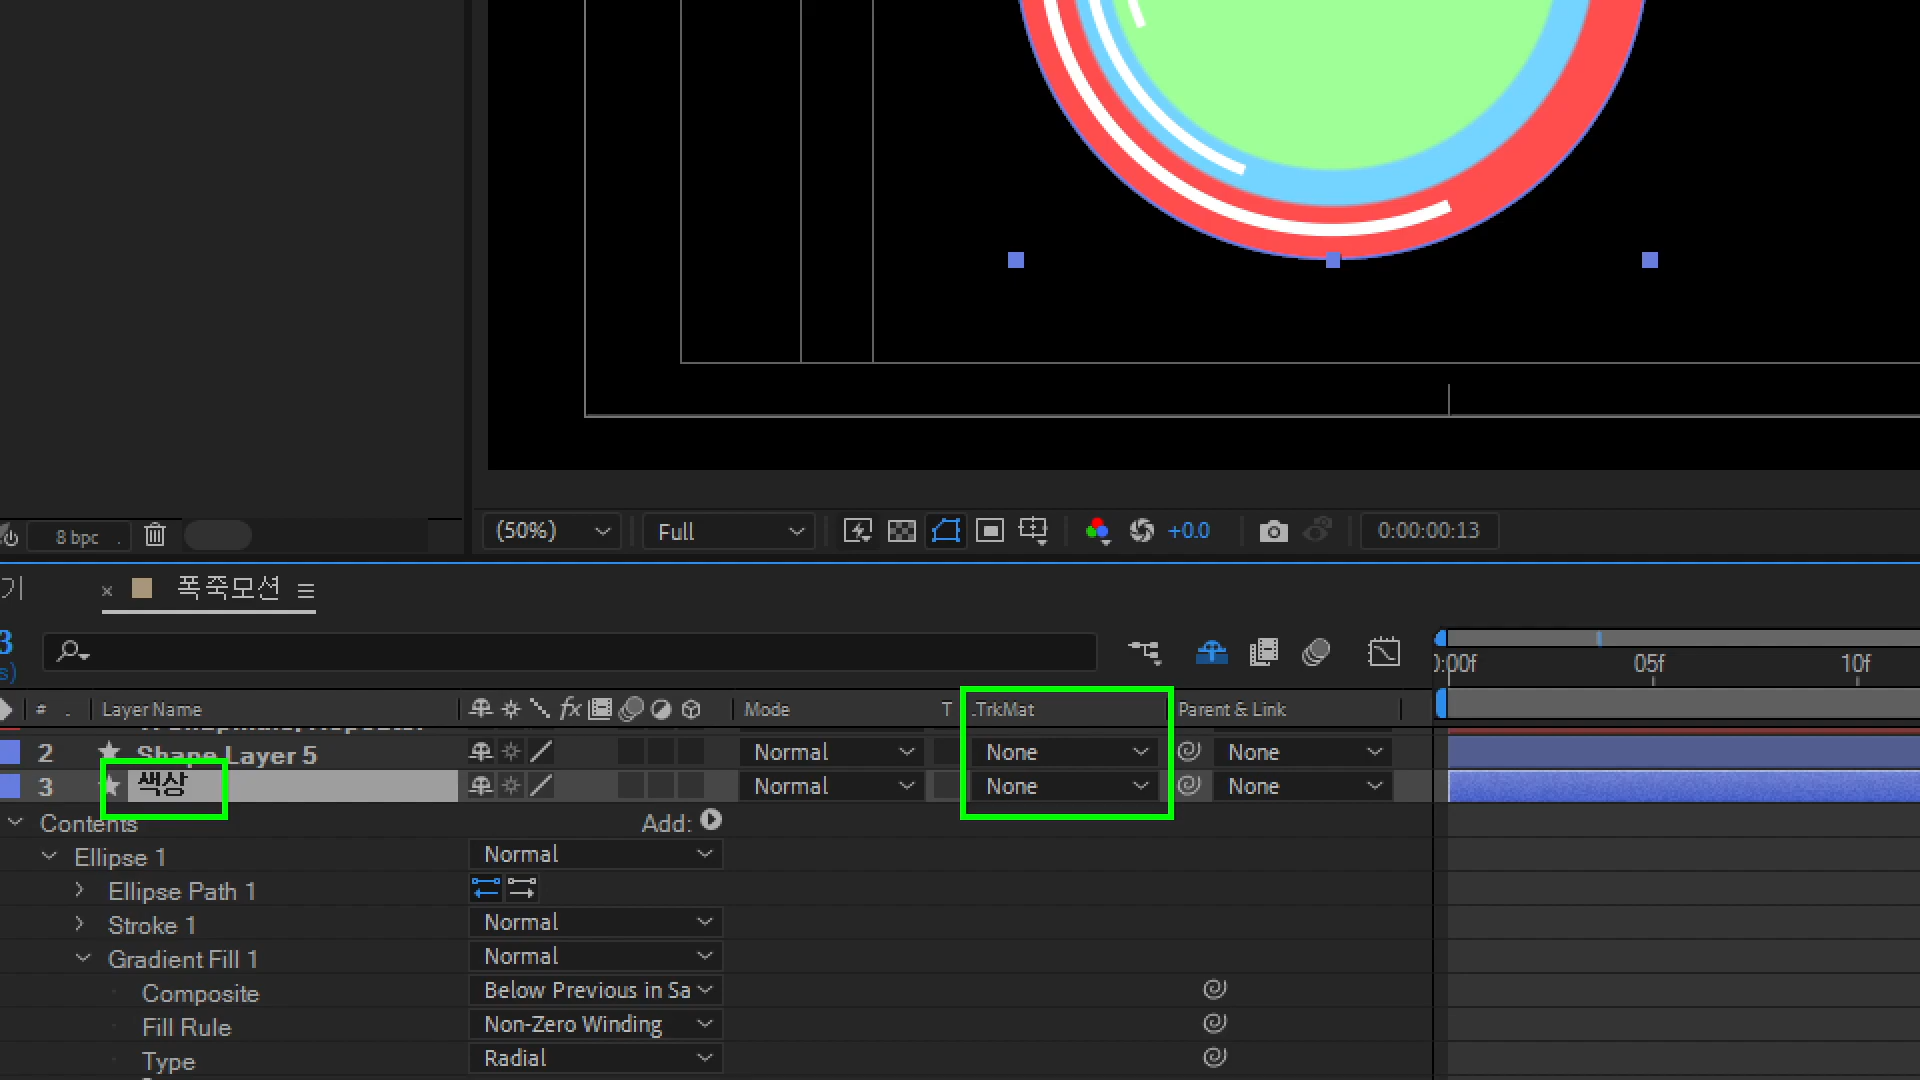 8 bpc
(50%) Full +0.0 0:00:00:13
기
폭죽모션
3
s)
0:00f 05f 10f
# Layer Name fx Mode T .TrkMat Parent & Link
2 Shape Layer 5 Normal None None
3 색상 Normal None None
Contents Add:
Ellipse 1 Normal
Ellipse Path 1
Stroke 1 Normal
Gradient Fill 1 Normal
Composite Below Previous in Sa
Fill Rule Non-Zero Winding
Type Radial